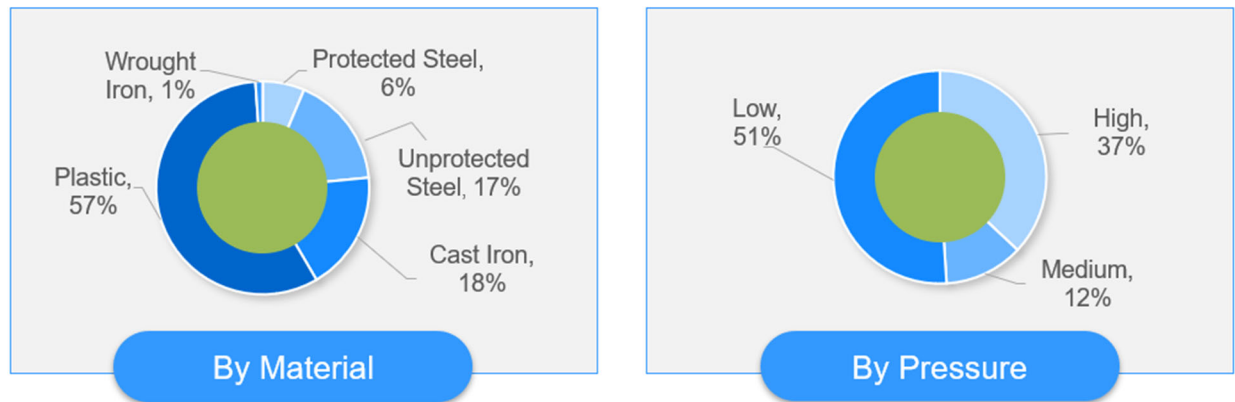 Wrought
Iron, 1%
Protected Steel,
6%
Unprotected
Steel, 17%
Plastic,
57%
Cast Iron,
18%
By Material
Low,
51%
High,
37%
Medium,
12%
By Pressure